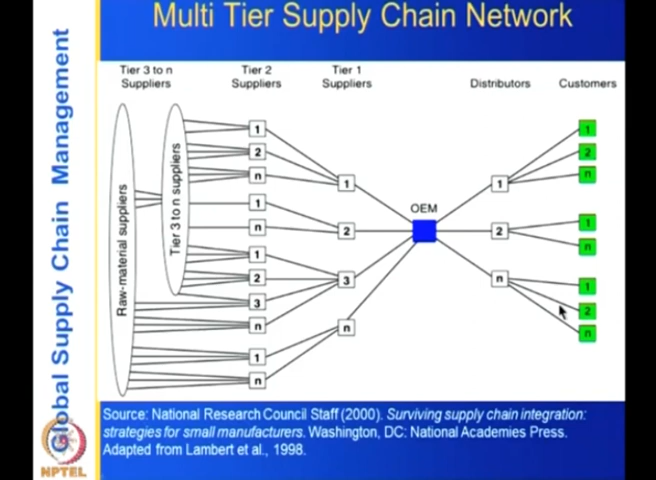 Multi Tier Supply Chain Network
Global Supply Chain Management
Tier 3 to n
Suppliers
Tier 2
Suppliers
Tier 1
Suppliers
Distributors
Customers
Raw-material suppliers
Tier 3 to n suppliers
1
2
n
1
n
1
2
3
n
1
n
1
2
3
n
OEM
1
2
n
1
2
n
1
n
1
2
n
Source: National Research Council Staff (2000). Surviving supply chain integration:
strategies for small manufacturers. Washington, DC: National Academies Press.
Adapted from Lambert et al., 1998.
NPTEL